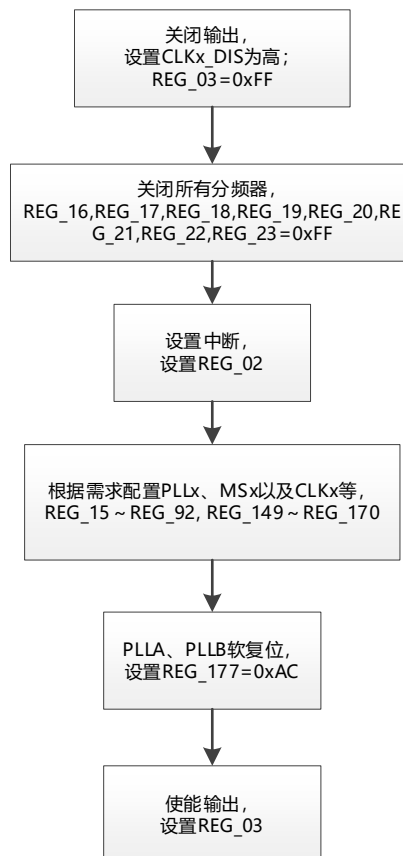 关闭输出，
设置CLKx_DIS为高；
REG_03=0xFF
关闭所有分频器，
REG_16,REG_17,REG_18,REG_19,REG_20,RE
G_21,REG_22,REG_23=0xFF
设置中断，
设置REG_02
根据需求配置PLLx、MSx以及CLKx等，
REG_15~REG_92, REG_149~REG_170
PLLA、PLLB软复位，
设置REG_177=0xAC
使能输出，
设置REG_03